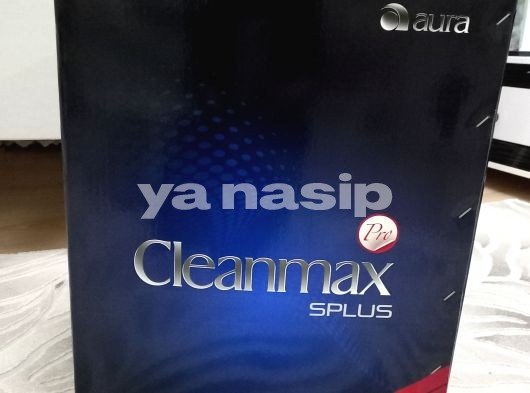 aura
ya nasip
Pro
Cleanmax
SPLUS